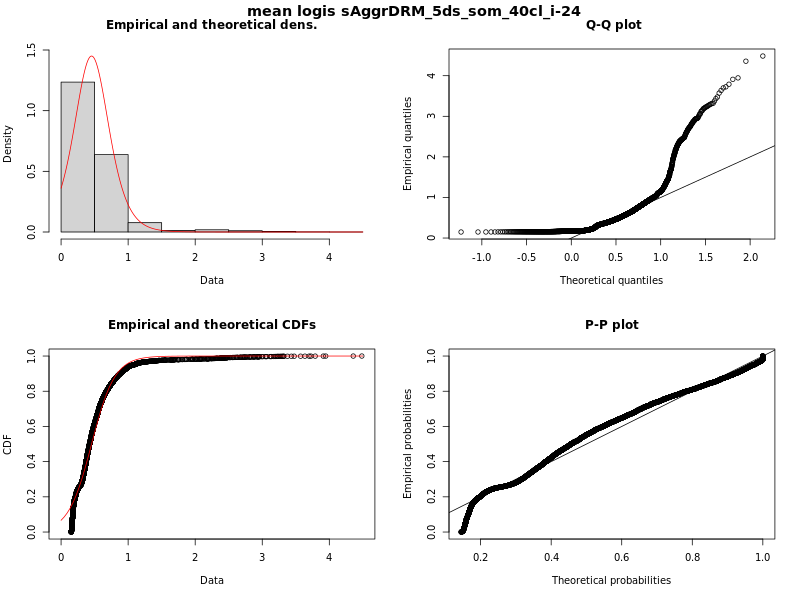 mean logis sAggrDRM_5ds_som_40cl_i-24
Empirical and theoretical dens.
Density
0.0 0.5 1.0 1.5
0 1 2 3 4
Data
Q-Q plot
Empirical quantiles
0 1 2 3 4
-1.0 -0.5 0.0 0.5 1.0 1.5 2.0
Theoretical quantiles
Empirical and theoretical CDFs
CDF
0.0 0.2 0.4 0.6 0.8 1.0
0 1 2 3 4
Data
P-P plot
Empirical probabilities
0.0 0.2 0.4 0.6 0.8 1.0
0.2 0.4 0.6 0.8 1.0
Theoretical probabilities